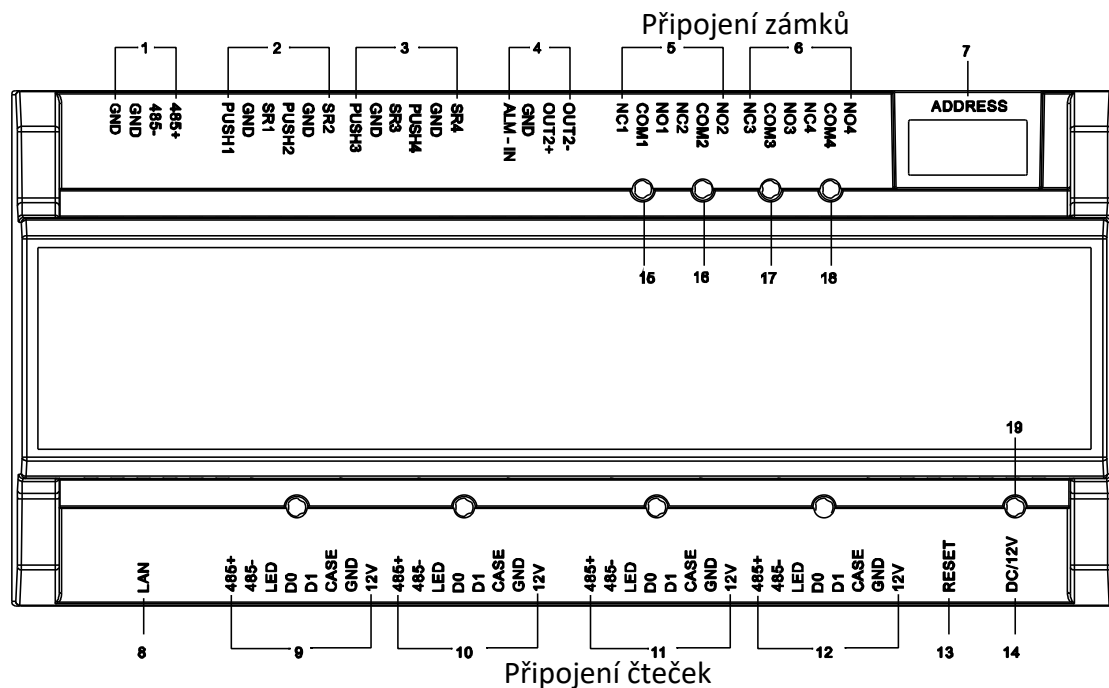 Připojení zámků
1 2 3 4 5 6 7
GND
GND
485-
485+
PUSH1
GND
SR1
PUSH2
GND
SR2
PUSH3
GND
SR3
PUSH4
GND
SR4
ALM - IN
GND
OUT2+
OUT2-
NC1
COM1
NO1
NC2
COM2
NO2
NC3
COM3
NO3
NC4
COM4
NO4
ADDRESS
15 16 17 18
19
LAN
485+
485-
LED
D0
D1
CASE
GND
12V
485+
485-
LED
D0
D1
CASE
GND
12V
485+
485-
LED
D0
D1
CASE
GND
12V
485+
485-
LED
D0
D1
CASE
GND
12V
RESET
DC/12V
8 9 10 11 12 13 14
Připojení čteček